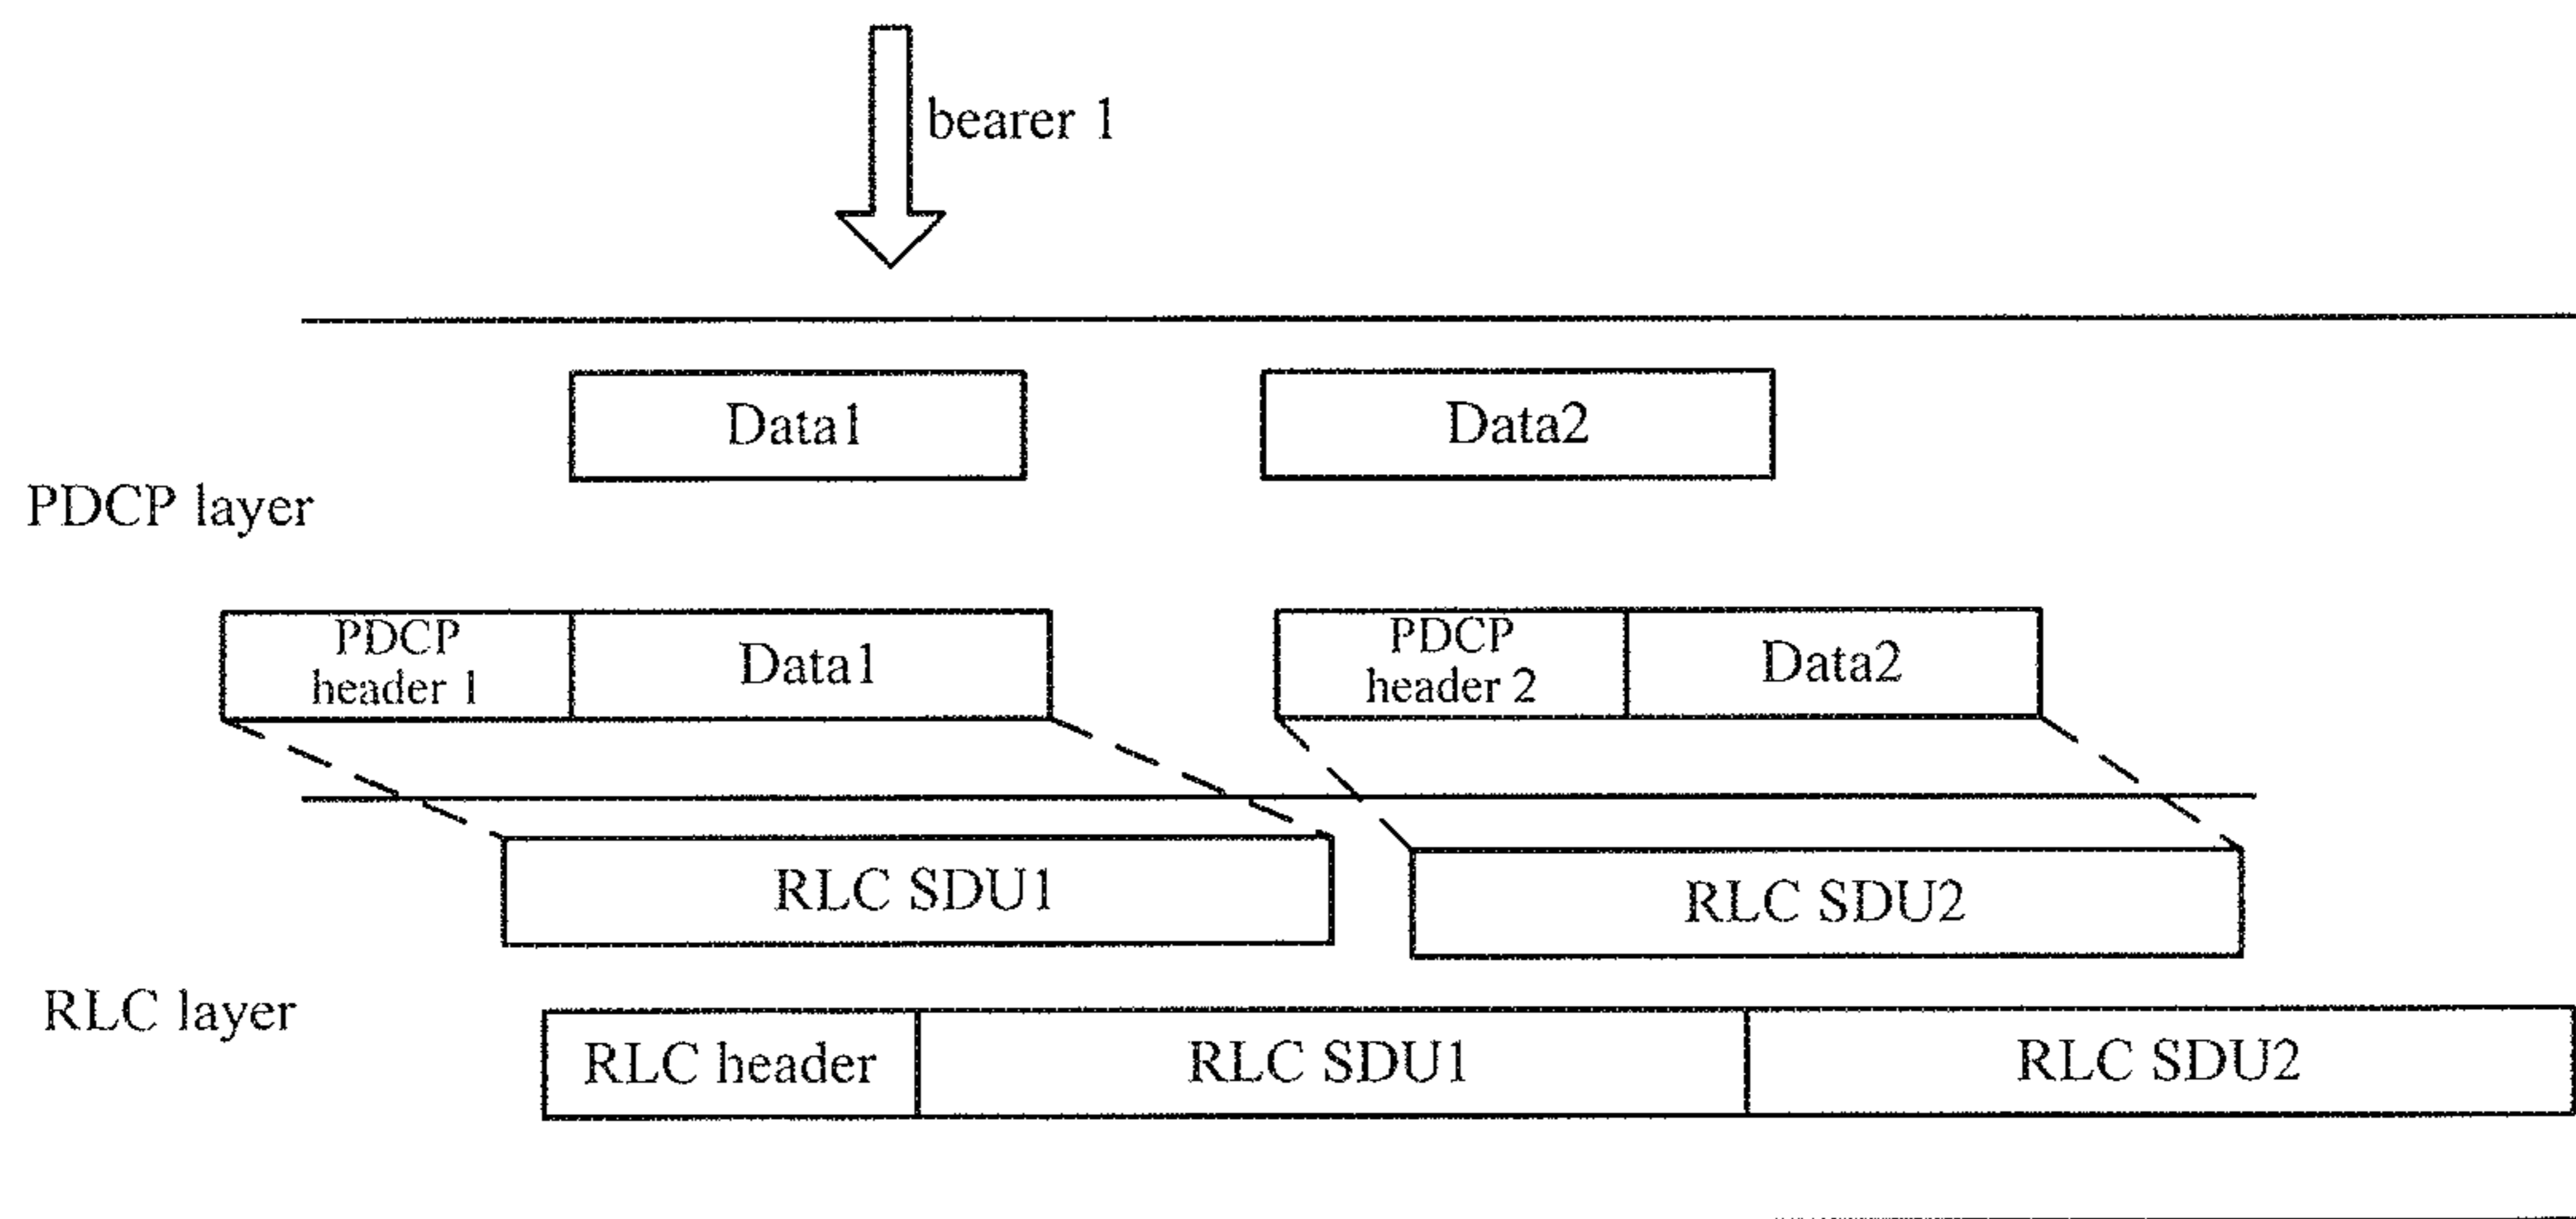 bearer 1
Data1
Data2
PDCP layer
PDCP
header 1
Data1
PDCP
header 2
Data2
RLC SDU1
RLC SDU2
RLC layer
RLC header
RLC SDU1
RLC SDU2